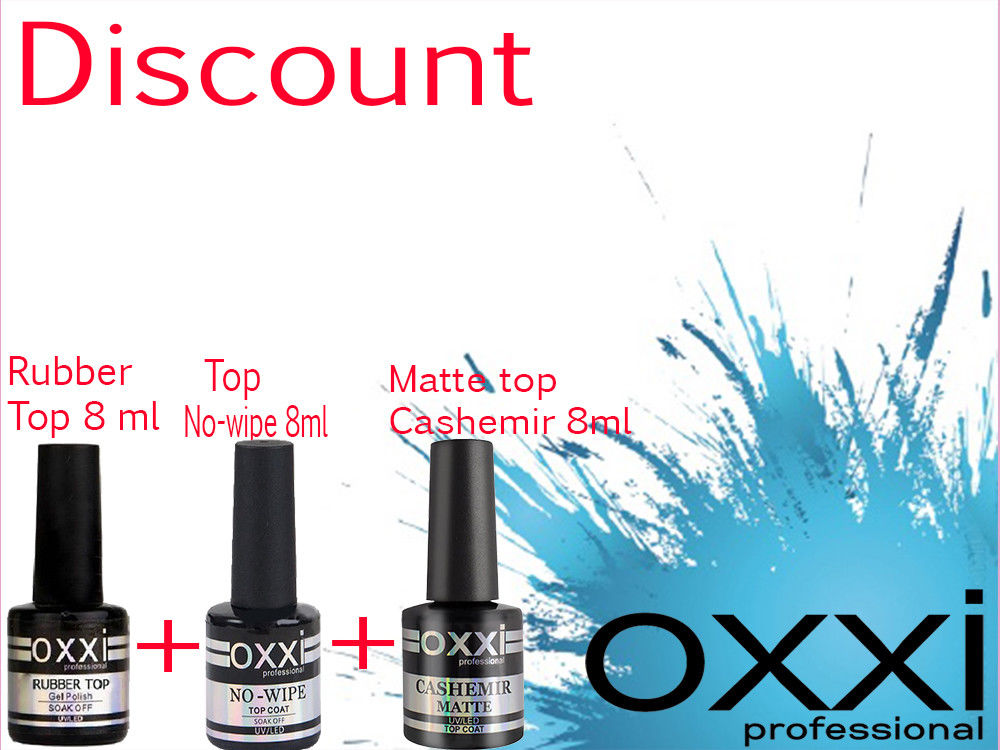 Discount
Rubber
Top 8 ml
Top
No-wipe 8ml
Matte top
Cashemir 8ml
+
+
oxxi
professional
RUBBER TOP
Gel Polish
SOAK OFF
UV/LED
oxxi
professional
NO-WIPE
TOP COAT
SOAK OFF
UV/LED
oxxi
professional
CASHEMIR
MATTE
UV/LED
TOP COAT
oxxi
professional